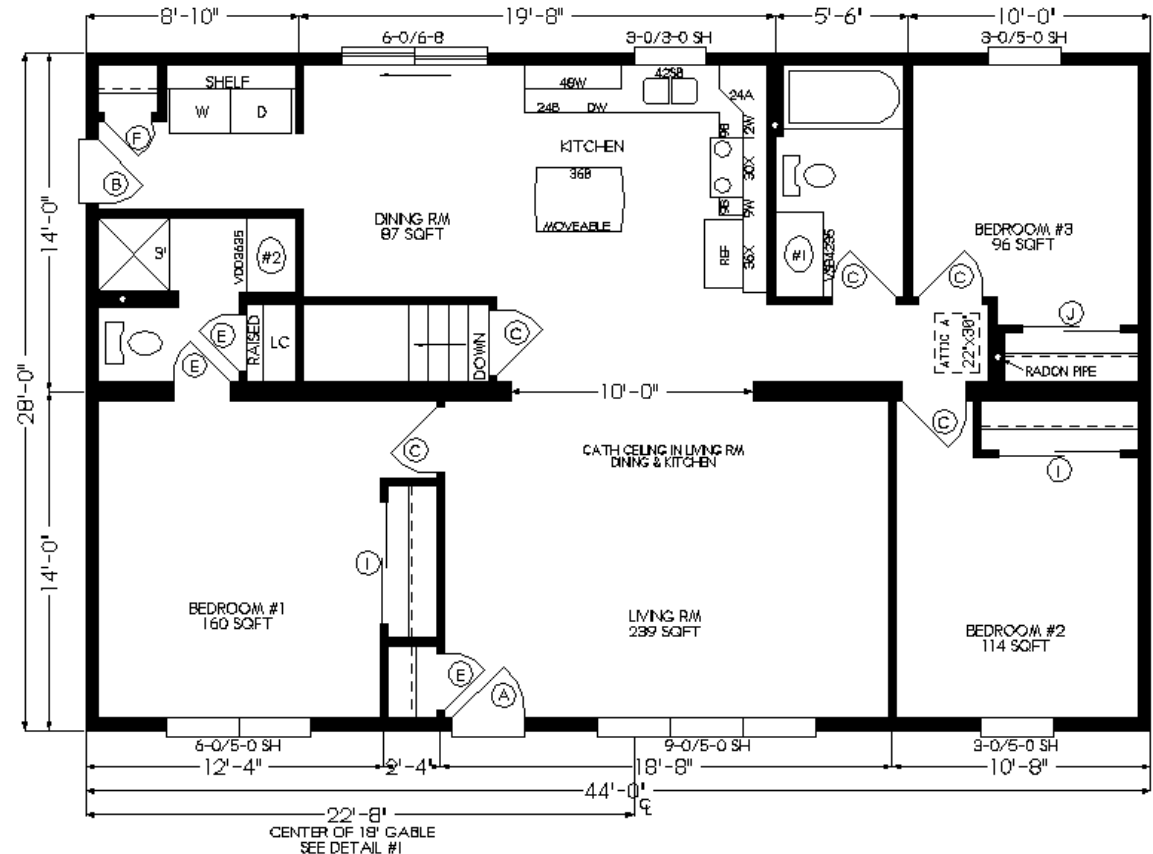 8'-10"
19'-8"
5'-6"
10'-0"
6-0/6-8
3-0/3-0 SH
3-0/5-0 SH
SHELF
48W
42SB
24A
W
D
24B
DW
9B
12W
F
KITCHEN
36B
30X
B
14'-0"
DINING RM
87 SQFT
MOVEABLE
9B
9W
BEDROOM #3
96 SQFT
3'
VDD3635
#2
REF
36X
#1
VSB4235
C
C
J
RAISED
LC
DOWN
C
ATTIC A
22"X30"
E
E
RADON PIPE
28'-0"
10'-0"
C
C
CATH CEILING IN LIVING RM
DINING & KITCHEN
I
14'-0"
I
BEDROOM #1
160 SQFT
LIVING RM
239 SQFT
BEDROOM #2
114 SQFT
E
A
6-0/5-0 SH
9-0/5-0 SH
3-0/5-0 SH
12'-4"
2'-4"
18'-8"
10'-8"
44'-0"
22'-8"
CENTER OF 18' GABLE
SEE DETAIL #1